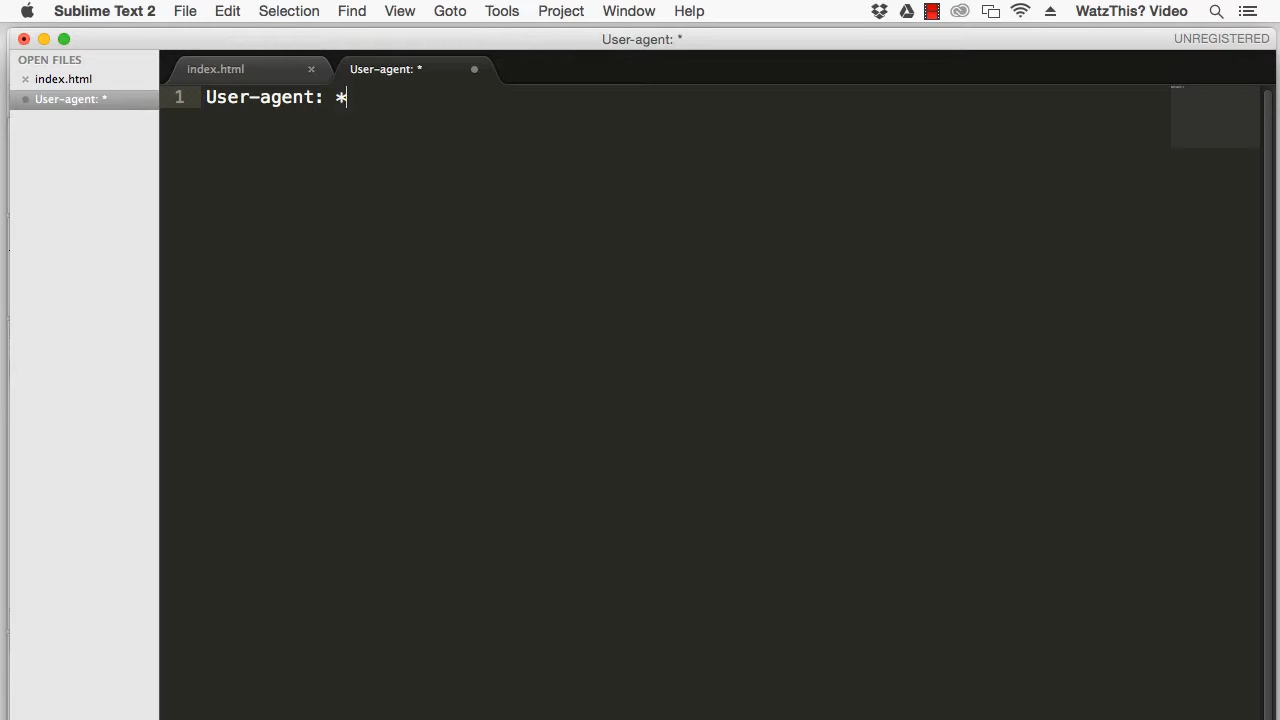 Sublime Text 2 File Edit Selection Find View Goto Tools Project Window Help WatzThis? Video
User-agent: * UNREGISTERED
OPEN FILES
index.html
User-agent: *
index.html User-agent: *
1 User-agent: *